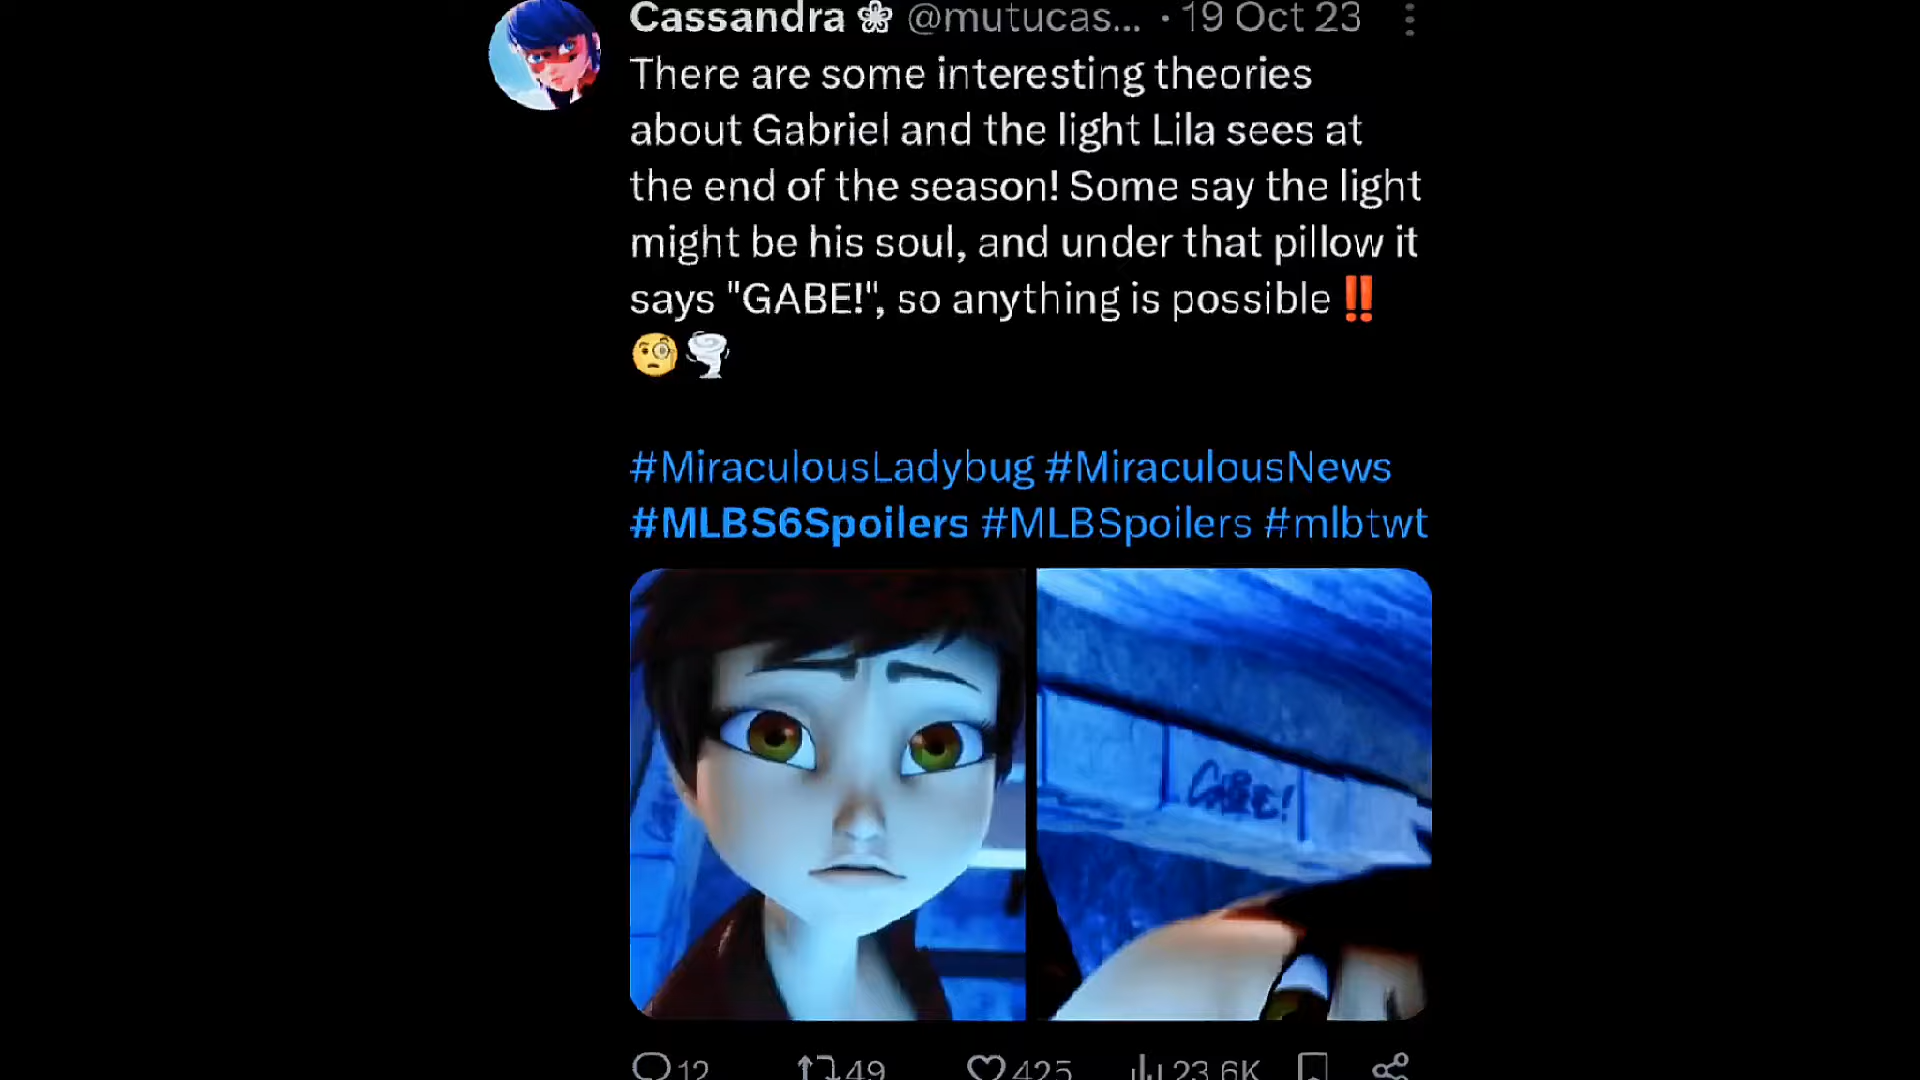 Cassandra ❀ @mutucas... · 19 Oct 23
There are some interesting theories
about Gabriel and the light Lila sees at
the end of the season! Some say the light
might be his soul, and under that pillow it
says "GABE!", so anything is possible ‼️
🧐🌪️
#MiraculousLadybug #MiraculousNews
#MLBS6Spoilers #MLBSpoilers #mlbtwt
GABE!
12 49 425 23.6K